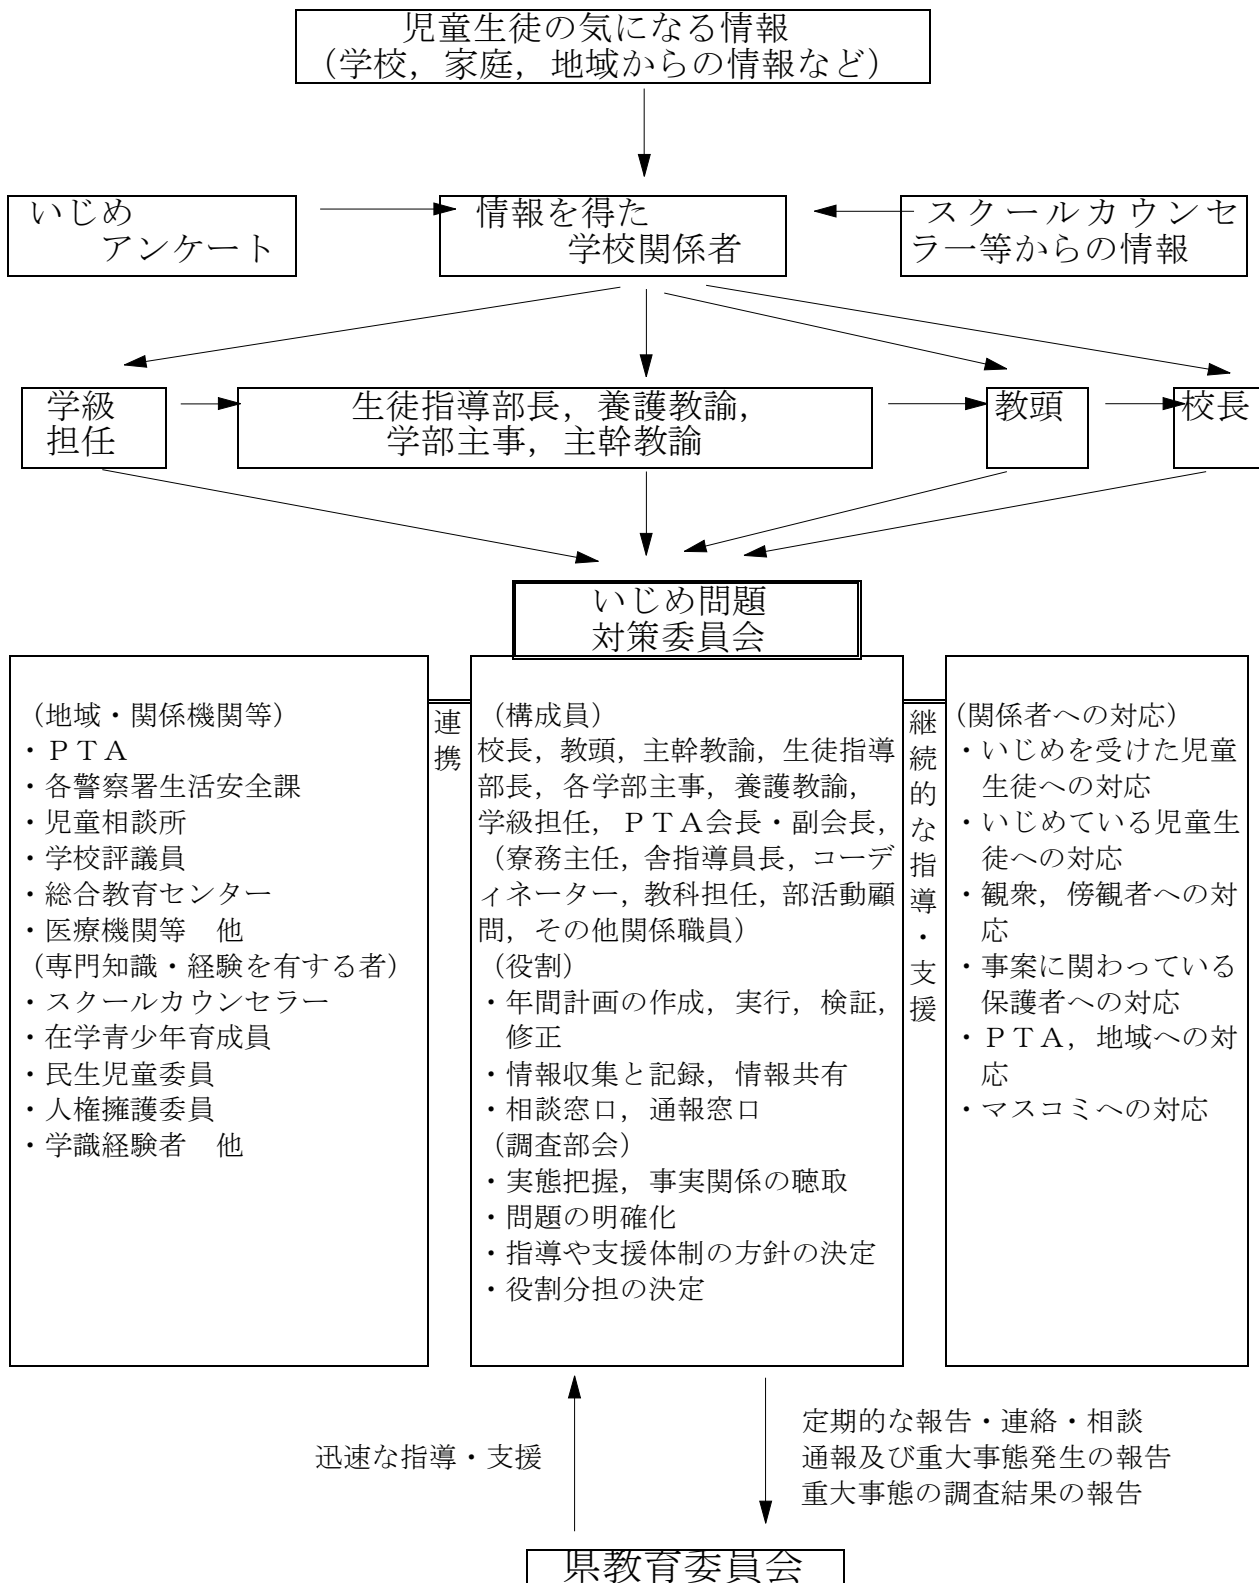 児童生徒の気になる情報
（学校，家庭，地域からの情報など）
いじめ
アンケート
情報を得た
学校関係者
スクールカウンセ
ラー等からの情報
学級
担任
生徒指導部長，養護教諭，
学部主事，主幹教諭
教頭
校長
いじめ問題
対策委員会
（地域・関係機関等）
・ＰＴＡ
・各警察署生活安全課
・児童相談所
・学校評議員
・総合教育センター
・医療機関等　他
（専門知識・経験を有する者）
・スクールカウンセラー
・在学青少年育成員
・民生児童委員
・人権擁護委員
・学識経験者　他
連携
（構成員）
校長，教頭，主幹教諭，生徒指導
部長，各学部主事，養護教諭，
学級担任，ＰＴＡ会長・副会長，
（寮務主任，舎指導員長，コーデ
ィネーター，教科担任，部活動顧
問，その他関係職員）
（役割）
・年間計画の作成，実行，検証，
修正
・情報収集と記録，情報共有
・相談窓口，通報窓口
（調査部会）
・実態把握，事実関係の聴取
・問題の明確化
・指導や支援体制の方針の決定
・役割分担の決定
継続的な指導・支援
（関係者への対応）
・いじめを受けた児童
生徒への対応
・いじめている児童生
徒への対応
・観衆，傍観者への対
応
・事案に関わっている
保護者への対応
・ＰＴＡ，地域への対
応
・マスコミへの対応
迅速な指導・支援
定期的な報告・連絡・相談
通報及び重大事態発生の報告
重大事態の調査結果の報告
県教育委員会